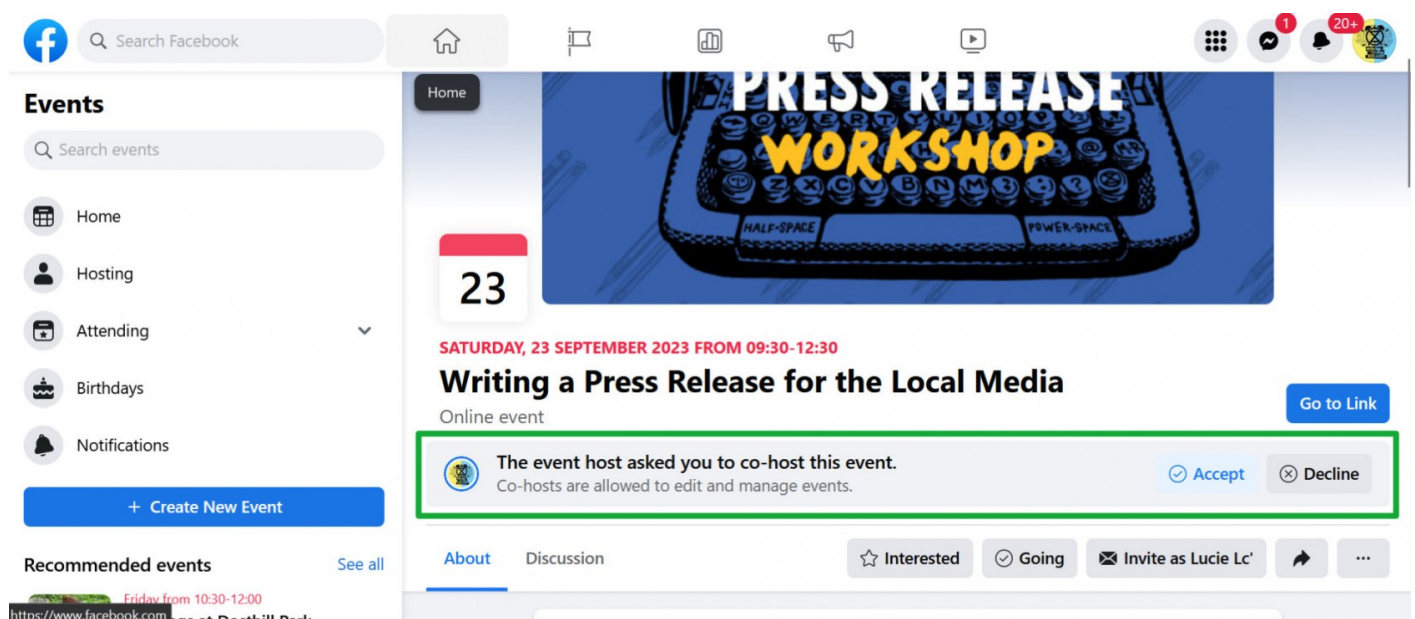 Search Facebook
1
20+
Events
Search events
Home
Hosting
Attending
Birthdays
Notifications
+ Create New Event
Recommended events See all
Friday from 10:30-12:00
https://www.facebook.com
Home
PRESS RELEASE
WORKSHOP
Q W E R T Y U I O P
Z X C V B N M
HALF-SPACE
POWER-SPACE
23
SATURDAY, 23 SEPTEMBER 2023 FROM 09:30-12:30
Writing a Press Release for the Local Media
Online event
Go to Link
The event host asked you to co-host this event.
Co-hosts are allowed to edit and manage events.
Accept
Decline
About
Discussion
Interested
Going
Invite as Lucie Lc'